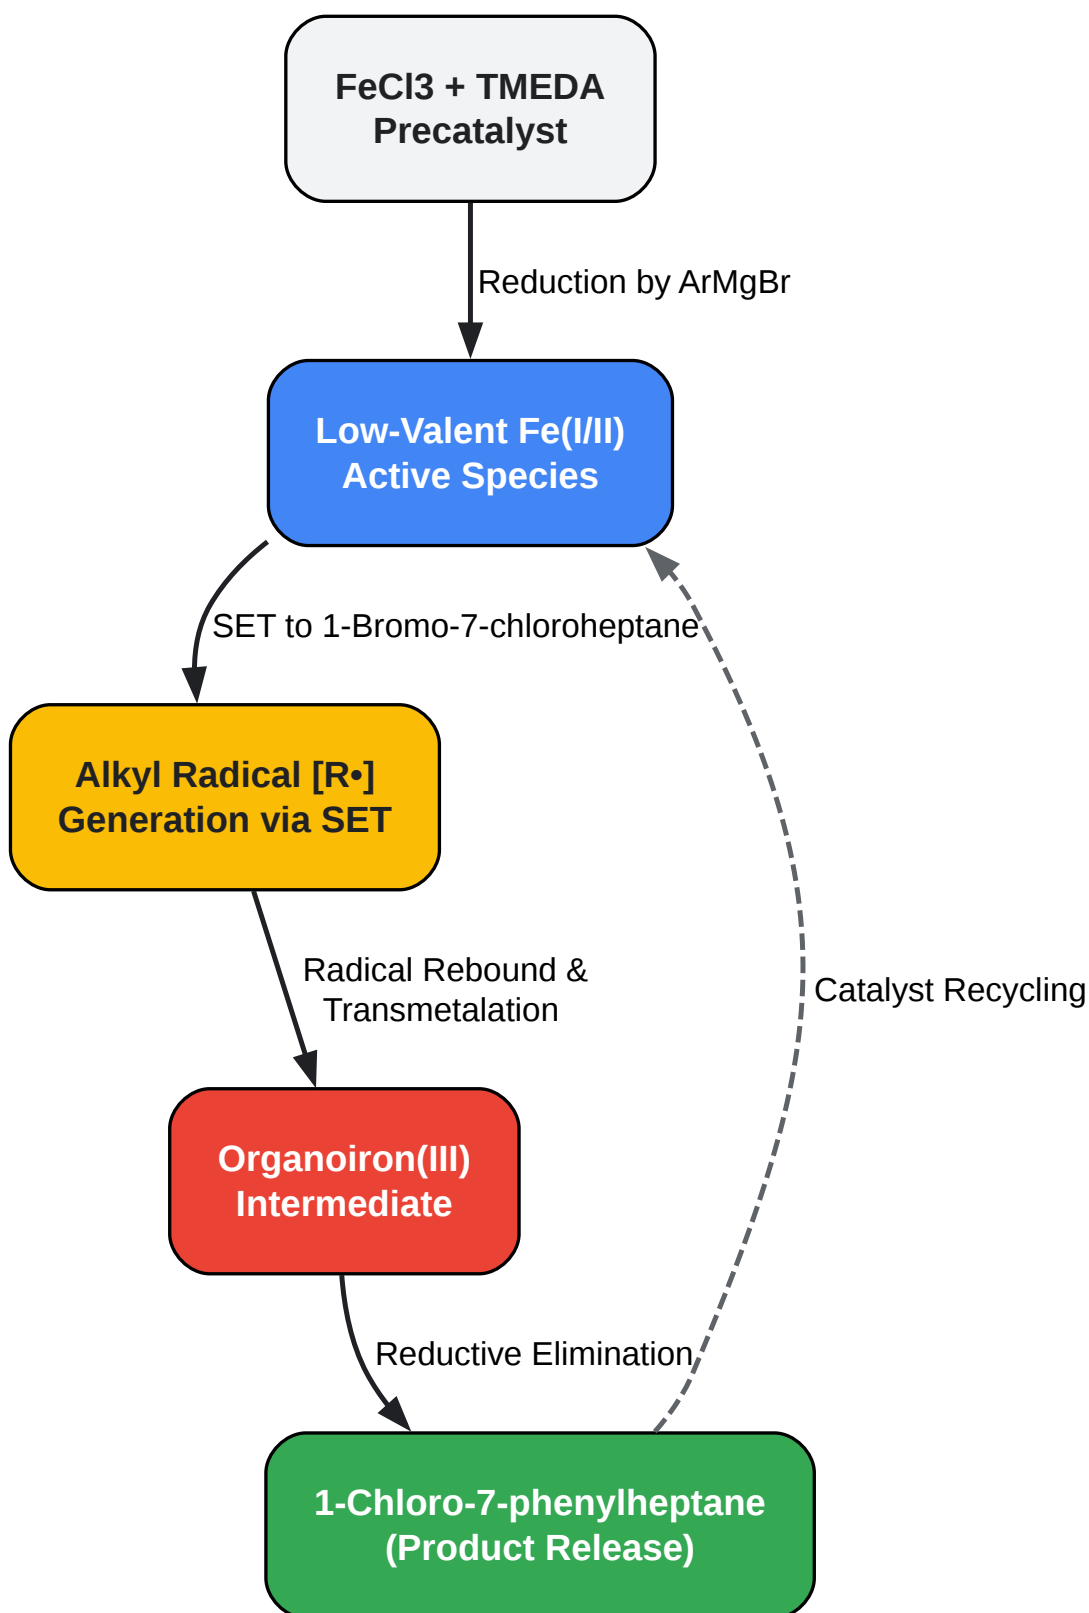 FeCl3 + TMEDA
Precatalyst
Reduction by ArMgBr
Low-Valent Fe(I/II)
Active Species
SET to 1-Bromo-7-chloroheptane
Alkyl Radical [R•]
Generation via SET
Radical Rebound &
Transmetalation
Catalyst Recycling
Organoiron(III)
Intermediate
Reductive Elimination
1-Chloro-7-phenylheptane
(Product Release)